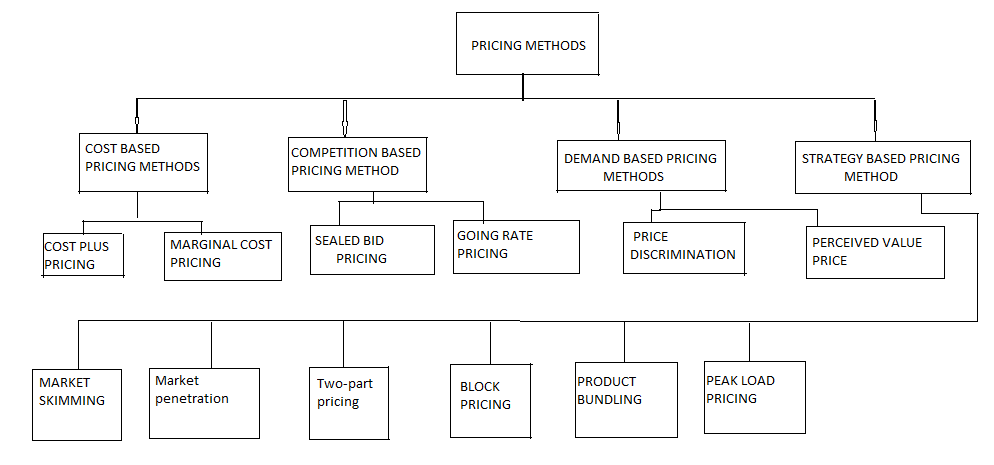 PRICING METHODS
COST BASED
PRICING METHODS
COMPETITION BASED
PRICING METHOD
DEMAND BASED PRICING
METHODS
STRATEGY BASED PRICING
METHOD
COST PLUS
PRICING
MARGINAL COST
PRICING
SEALED BID
PRICING
GOING RATE
PRICING
PRICE
DISCRIMINATION
PERCEIVED VALUE
PRICE
MARKET
SKIMMING
Market
penetration
Two-part
pricing
BLOCK
PRICING
PRODUCT
BUNDLING
PEAK LOAD
PRICING